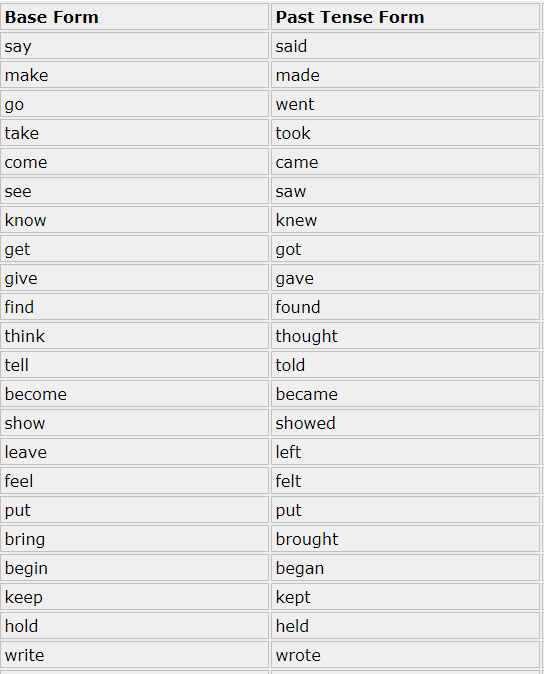 Base Form Past Tense Form
say said
make made
go went
take took
come came
see saw
know knew
get got
give gave
find found
think thought
tell told
become became
show showed
leave left
feel felt
put put
bring brought
begin began
keep kept
hold held
write wrote